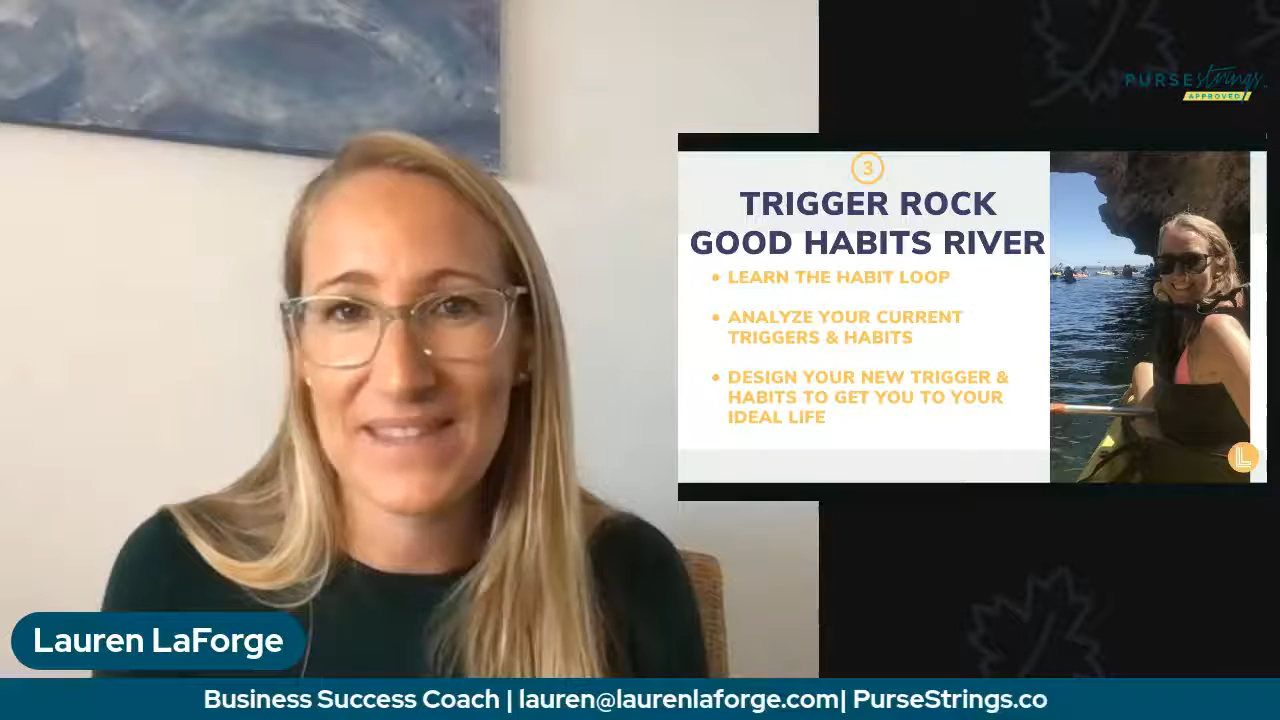 PURSEstrings
APPROVED
3
TRIGGER ROCK
GOOD HABITS RIVER
• LEARN THE HABIT LOOP
• ANALYZE YOUR CURRENT
TRIGGERS & HABITS
• DESIGN YOUR NEW TRIGGER &
HABITS TO GET YOU TO YOUR
IDEAL LIFE
L
Lauren LaForge
Business Success Coach | lauren@laurenlaforge.com| PurseStrings.co